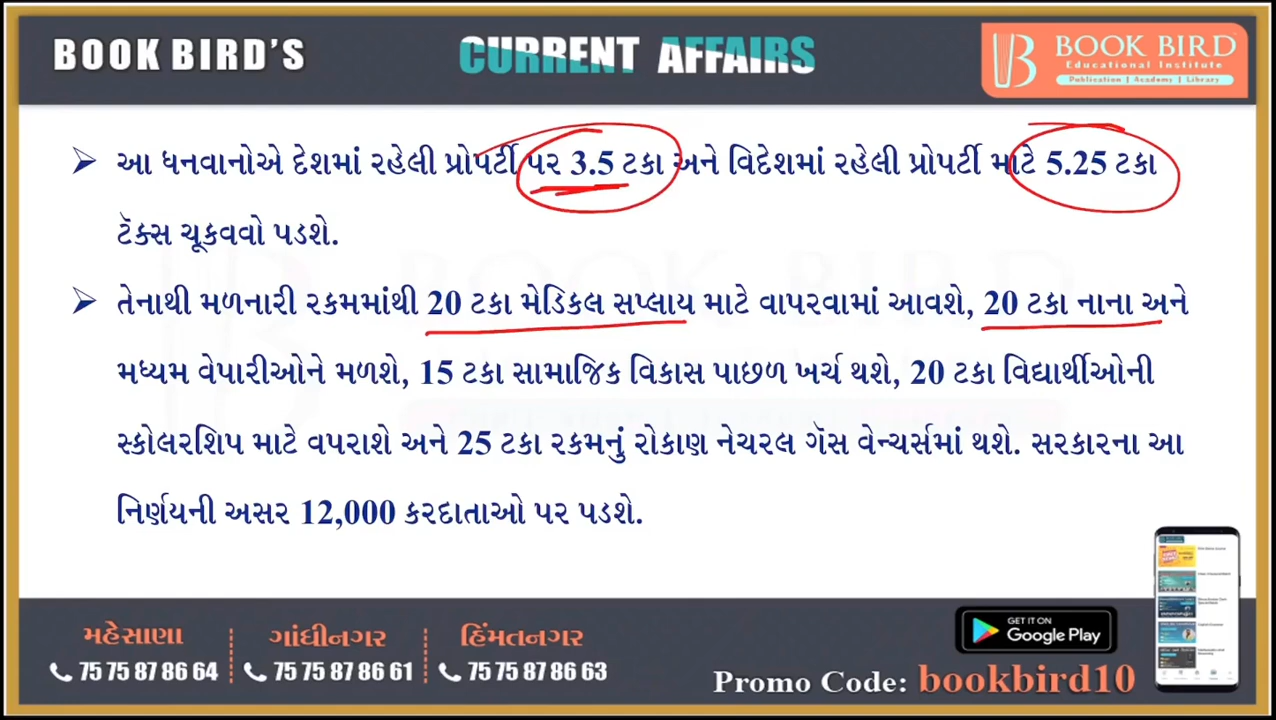 BOOK BIRD'S
CURRENT AFFAIRS
BOOK BIRD
Educational Institute
Publication | Academy | Library
આ ધનવાનોએ દેશમાં રહેલી પ્રોપર્ટી પર 3.5 ટકા અને વિદેશમાં રહેલી પ્રોપર્ટી માટે 5.25 ટકા
ટૅક્સ ચૂકવવો પડશે.
તેનાથી મળનારી રકમમાંથી 20 ટકા મેડિકલ સપ્લાય માટે વાપરવામાં આવશે, 20 ટકા નાના અને
મધ્યમ વેપારીઓને મળશે, 15 ટકા સામાજિક વિકાસ પાછળ ખર્ચ થશે, 20 ટકા વિદ્યાર્થીઓની
સ્કોલરશિપ માટે વપરાશે અને 25 ટકા રકમનું રોકાણ નેચરલ ગૅસ વેન્ચર્સમાં થશે. સરકારના આ
નિર્ણયની અસર 12,000 કરદાતાઓ પર પડશે.
મહેસાણા
75 75 87 86 64
ગાંધીનગર
75 75 87 86 61
હિંમતનગર
75 75 87 86 63
GET IT ON
Google Play
Promo Code: bookbird10